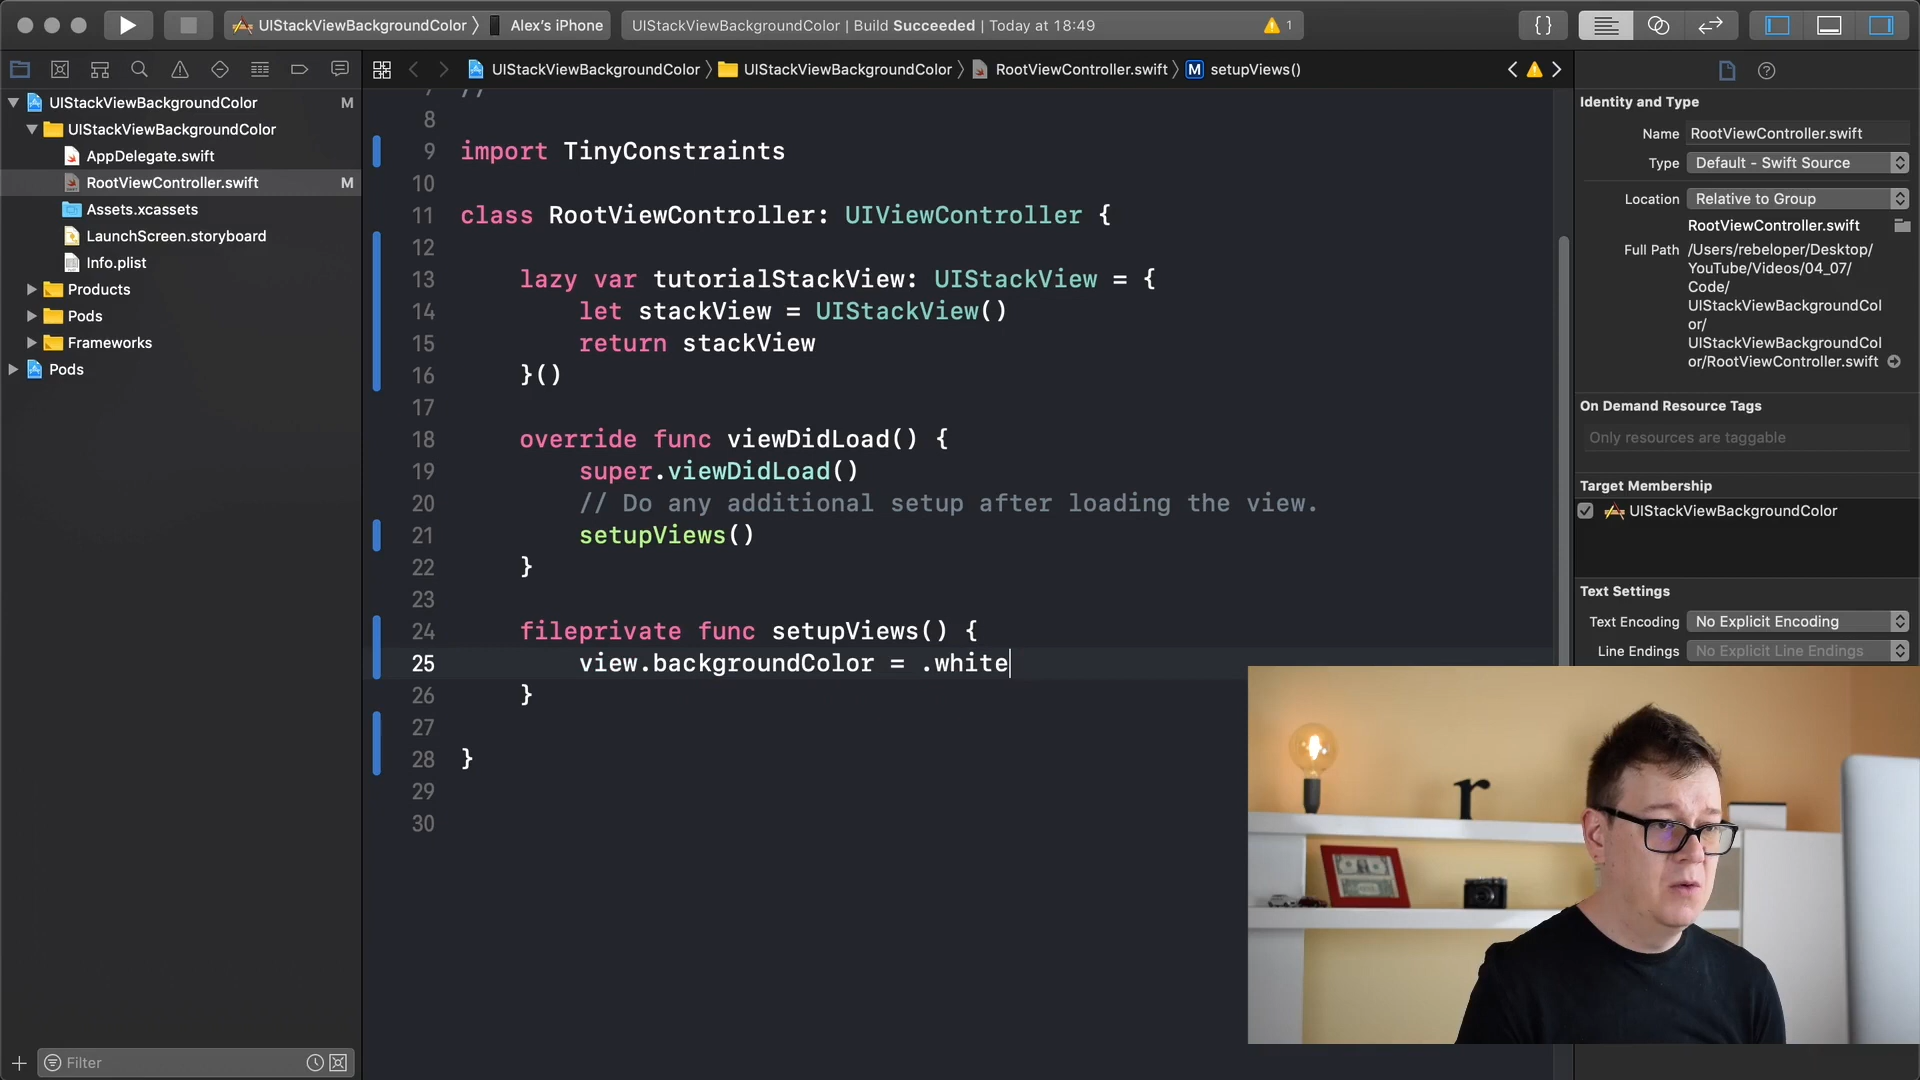 UIStackViewBackgroundColor 〉 Alex's iPhone
UIStackViewBackgroundColor | Build Succeeded | Today at 18:49
1
{}
UIStackViewBackgroundColor 〉 UIStackViewBackgroundColor 〉 RootViewController.swift 〉 M setupViews()
UIStackViewBackgroundColor M
UIStackViewBackgroundColor
AppDelegate.swift
RootViewController.swift M
Assets.xcassets
LaunchScreen.storyboard
Info.plist
Products
Pods
Frameworks
Pods
Filter
7 //
8
9 import TinyConstraints
10
11 class RootViewController: UIViewController {
12
13 lazy var tutorialStackView: UIStackView = {
14 let stackView = UIStackView()
15 return stackView
16 }()
17
18 override func viewDidLoad() {
19 super.viewDidLoad()
20 // Do any additional setup after loading the view.
21 setupViews()
22 }
23
24 fileprivate func setupViews() {
25 view.backgroundColor = .white
26 }
27
28 }
29
30
Identity and Type
Name RootViewController.swift
Type Default - Swift Source
Location Relative to Group
RootViewController.swift
Full Path /Users/rebeloper/Desktop/
YouTube/Videos/04_07/
Code/
UIStackViewBackgroundCol
or/
UIStackViewBackgroundCol
or/RootViewController.swift
On Demand Resource Tags
Only resources are taggable
Target Membership
UIStackViewBackgroundColor
Text Settings
Text Encoding No Explicit Encoding
Line Endings No Explicit Line Endings
r